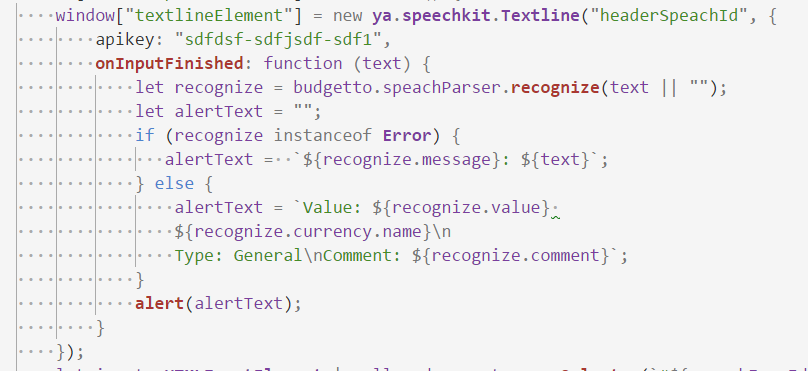 window["textlineElement"] = new ya.speechkit.Textline("headerSpeachId", {
apikey: "sdfdsf-sdfjsdf-sdf1",
onInputFinished: function (text) {
let recognize = budgetto.speachParser.recognize(text || "");
let alertText = "";
if (recognize instanceof Error) {
alertText =  `${recognize.message}: ${text}`;
} else {
alertText = `Value: ${recognize.value} 
${recognize.currency.name}\n
Type: General\nComment: ${recognize.comment}`;
}
alert(alertText);
}
});